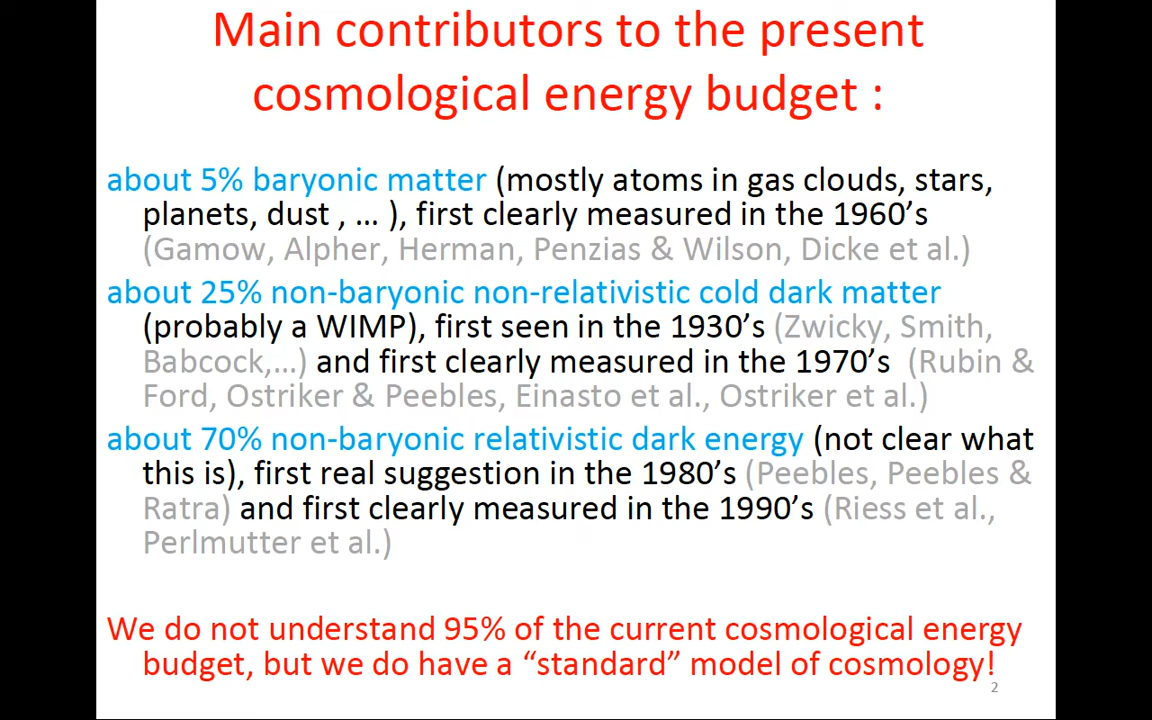 Main contributors to the present
cosmological energy budget :
about 5% baryonic matter (mostly atoms in gas clouds, stars,
planets, dust , … ), first clearly measured in the 1960’s
(Gamow, Alpher, Herman, Penzias & Wilson, Dicke et al.)
about 25% non-baryonic non-relativistic cold dark matter
(probably a WIMP), first seen in the 1930’s (Zwicky, Smith,
Babcock,…) and first clearly measured in the 1970’s (Rubin &
Ford, Ostriker & Peebles, Einasto et al., Ostriker et al.)
about 70% non-baryonic relativistic dark energy (not clear what
this is), first real suggestion in the 1980’s (Peebles, Peebles &
Ratra) and first clearly measured in the 1990’s (Riess et al.,
Perlmutter et al.)
We do not understand 95% of the current cosmological energy
budget, but we do have a “standard” model of cosmology!
2